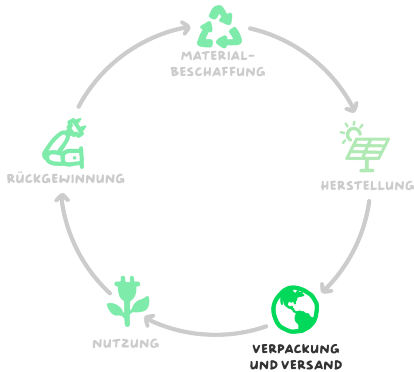 MATERIAL-
BESCHAFFUNG
HERSTELLUNG
VERPACKUNG
UND VERSAND
NUTZUNG
RÜCKGEWINNUNG